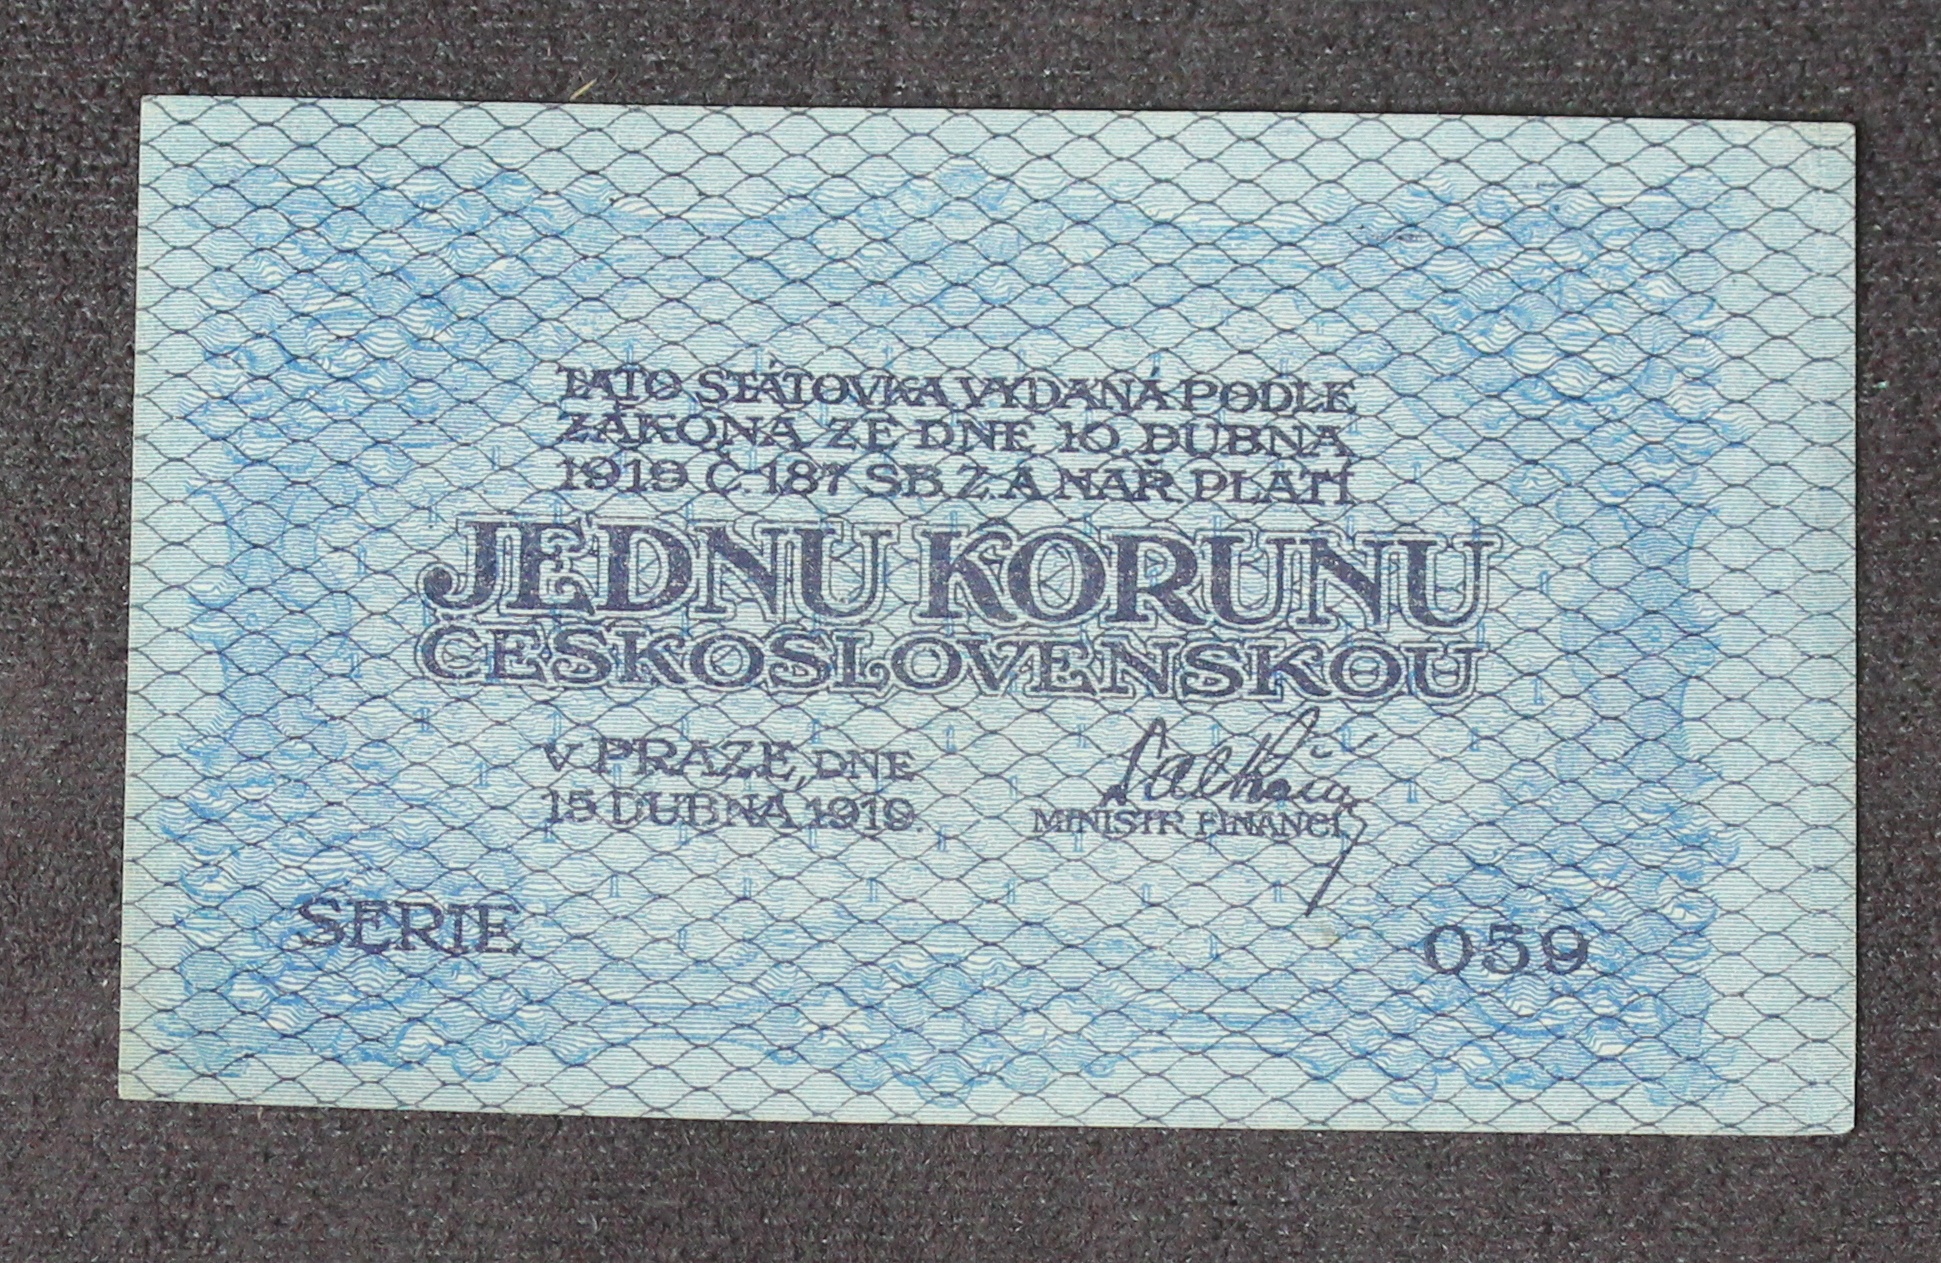 TATO STÁTOVKA VYDANÁ PODLE
ZÁKONA ZE DNE 10. DUBNA
1919 Č. 187 SB. Z. A NAŘ. PLATÍ
JEDNU KORUNU
ČESKOSLOVENSKOU
V PRAZE, DNE
15 DUBNA 1919.
MINISTR FINANCÍ
SERIE 059